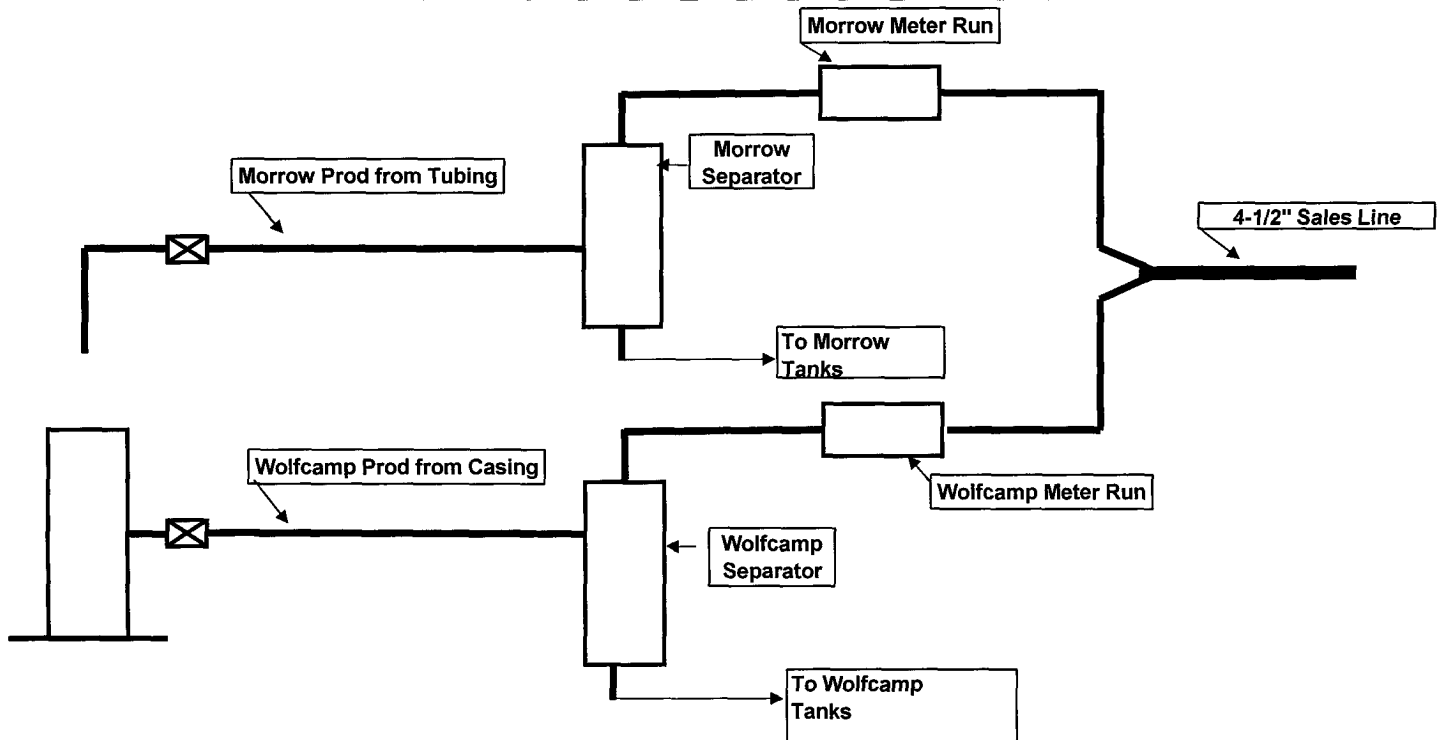 Morrow Meter Run
Morrow
Separator
Morrow Prod from Tubing
4-1/2" Sales Line
To Morrow
Tanks
Wolfcamp Prod from Casing
Wolfcamp Meter Run
Wolfcamp
Separator
To Wolfcamp
Tanks